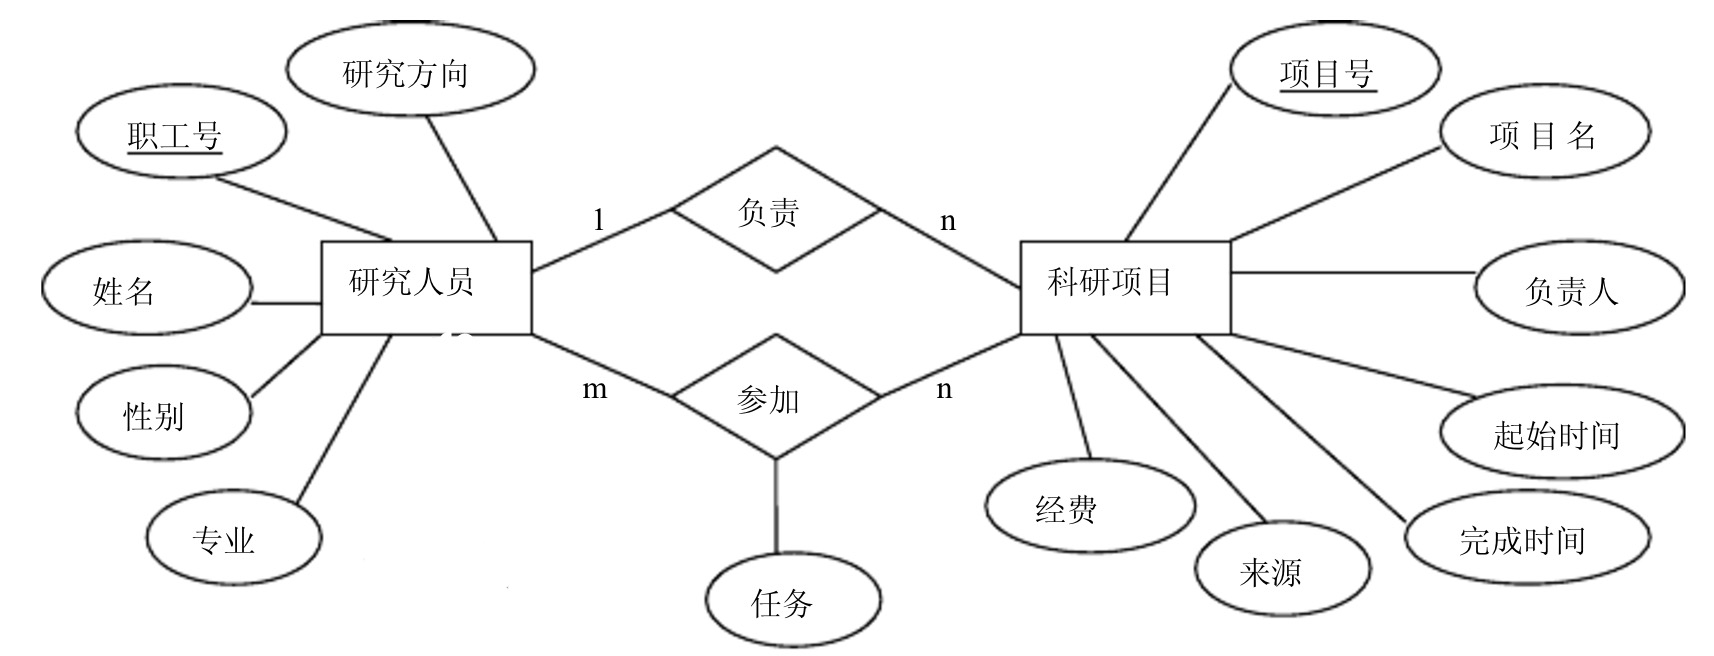 研究方向
项目号
职工号
项目名
负责
l
n
姓名
研究人员
科研项目
负责人
性别
m
参加
n
起始时间
专业
经费
完成时间
来源
任务